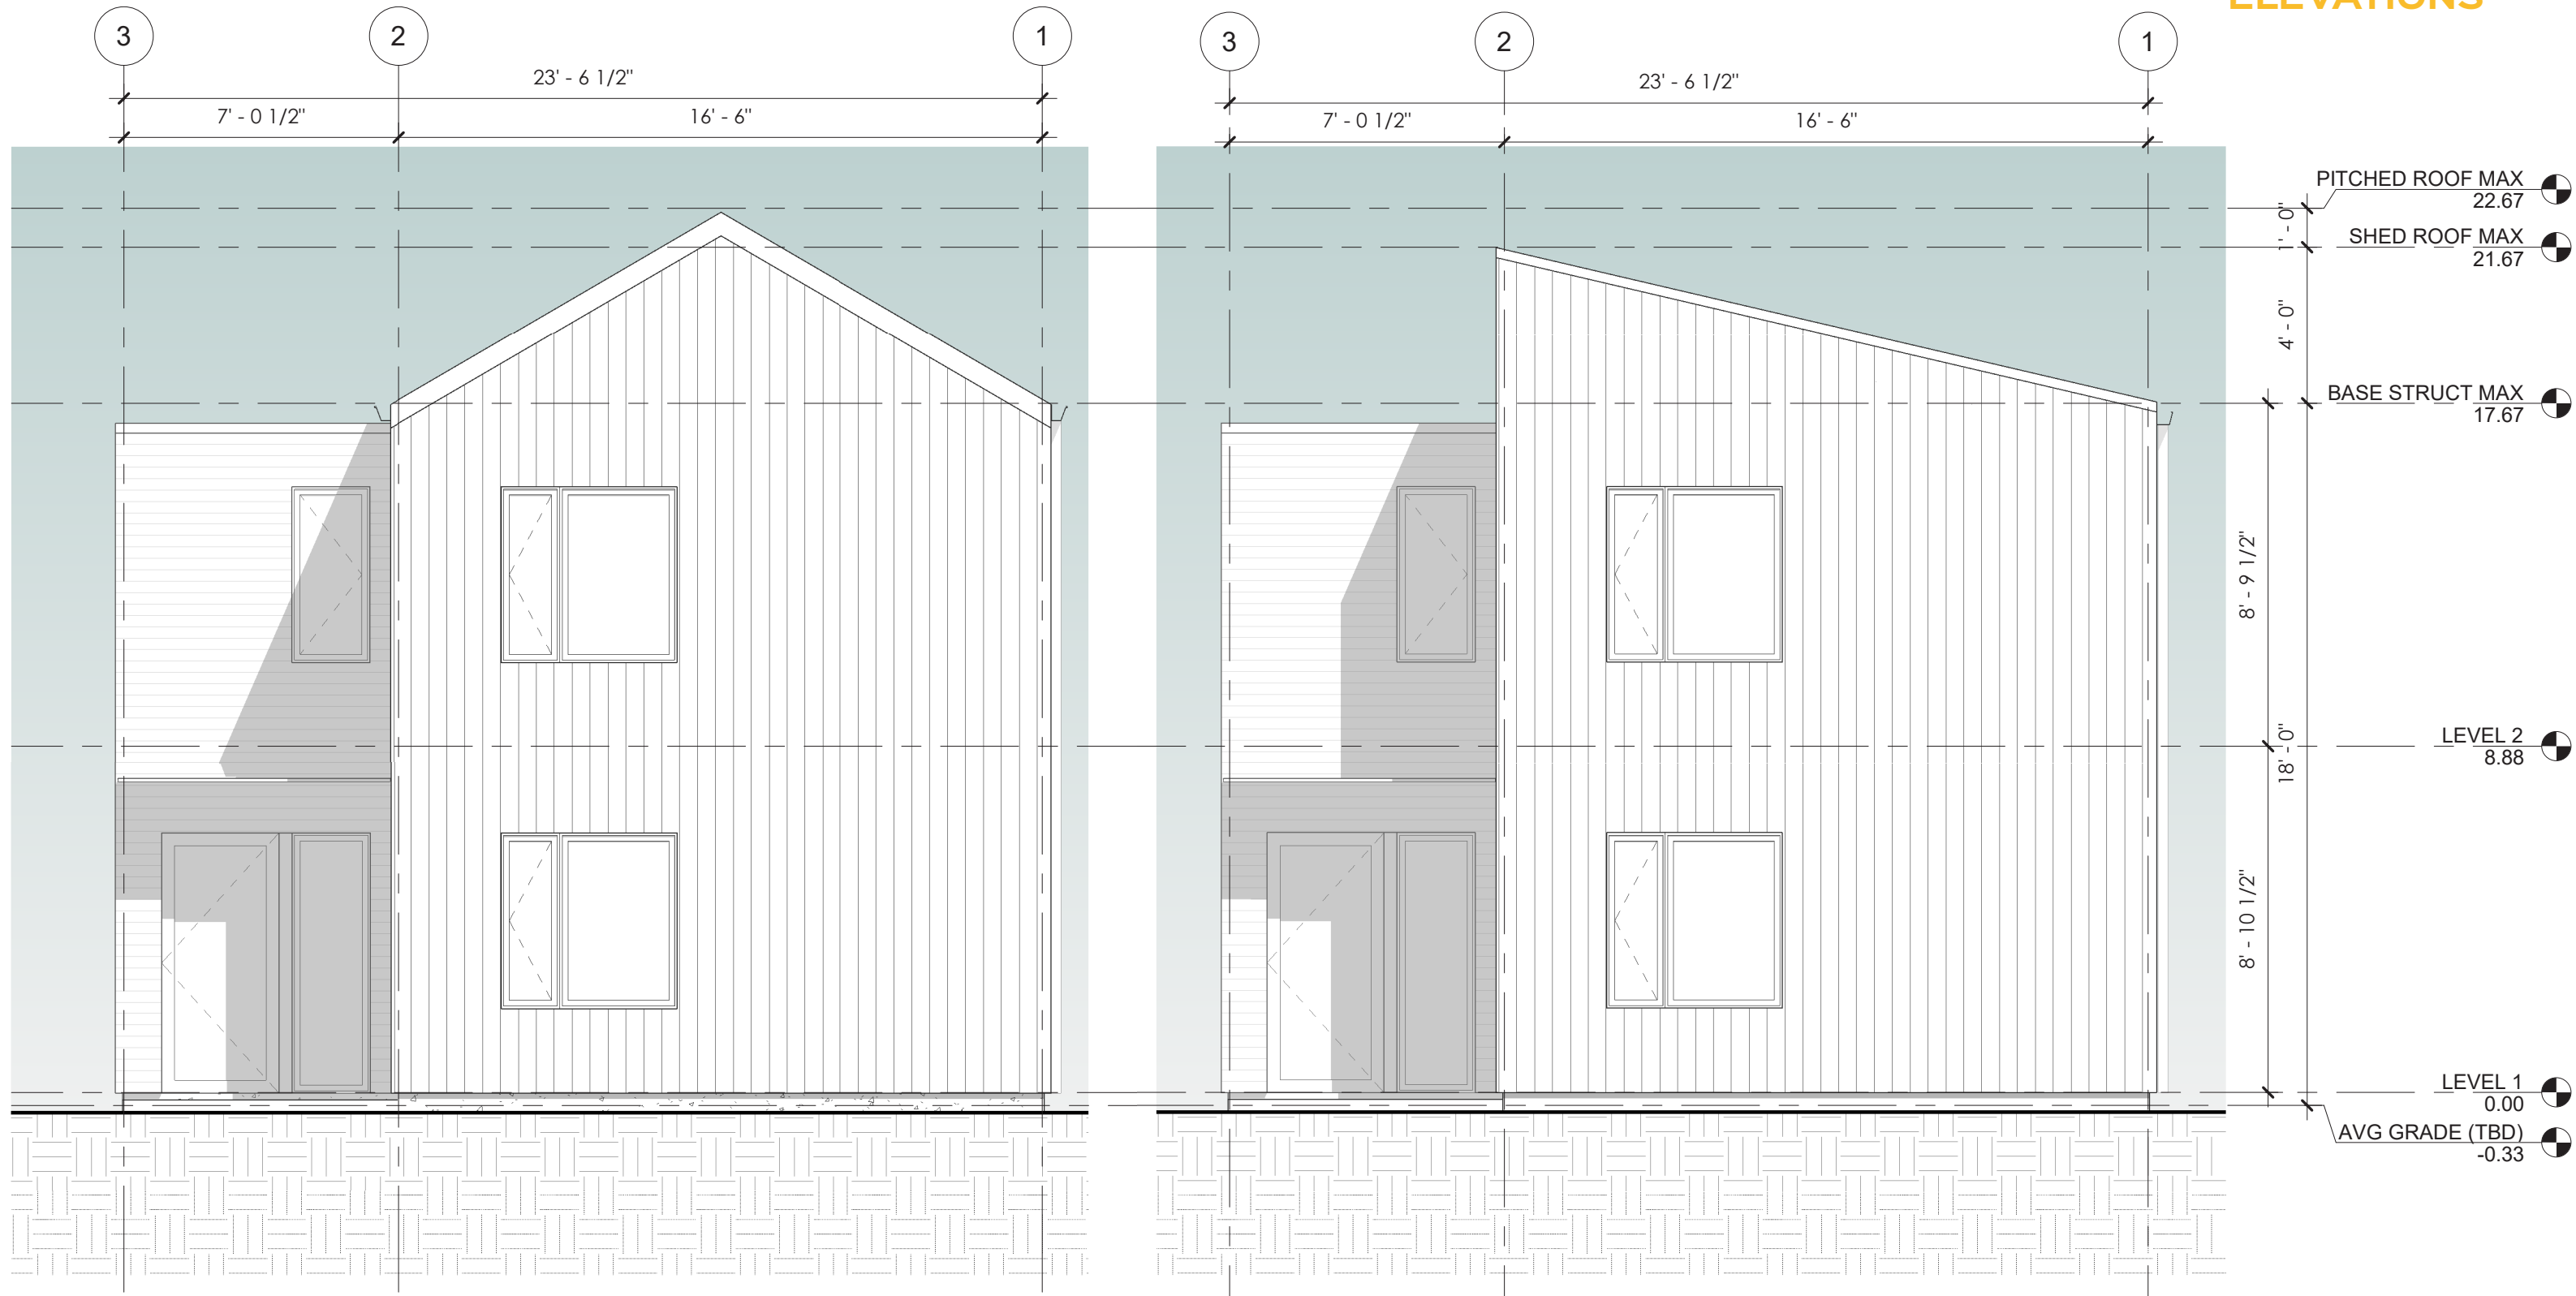 ELEVATIONS
3
2
1
23' - 6 1/2"
7' - 0 1/2"
16' - 6"
3
2
1
23' - 6 1/2"
7' - 0 1/2"
16' - 6"
PITCHED ROOF MAX
22.67
1' - 0"
SHED ROOF MAX
21.67
4' - 0"
BASE STRUCT MAX
17.67
8' - 9 1/2"
LEVEL 2
8.88
18' - 0"
8' - 10 1/2"
LEVEL 1
0.00
AVG GRADE (TBD)
-0.33